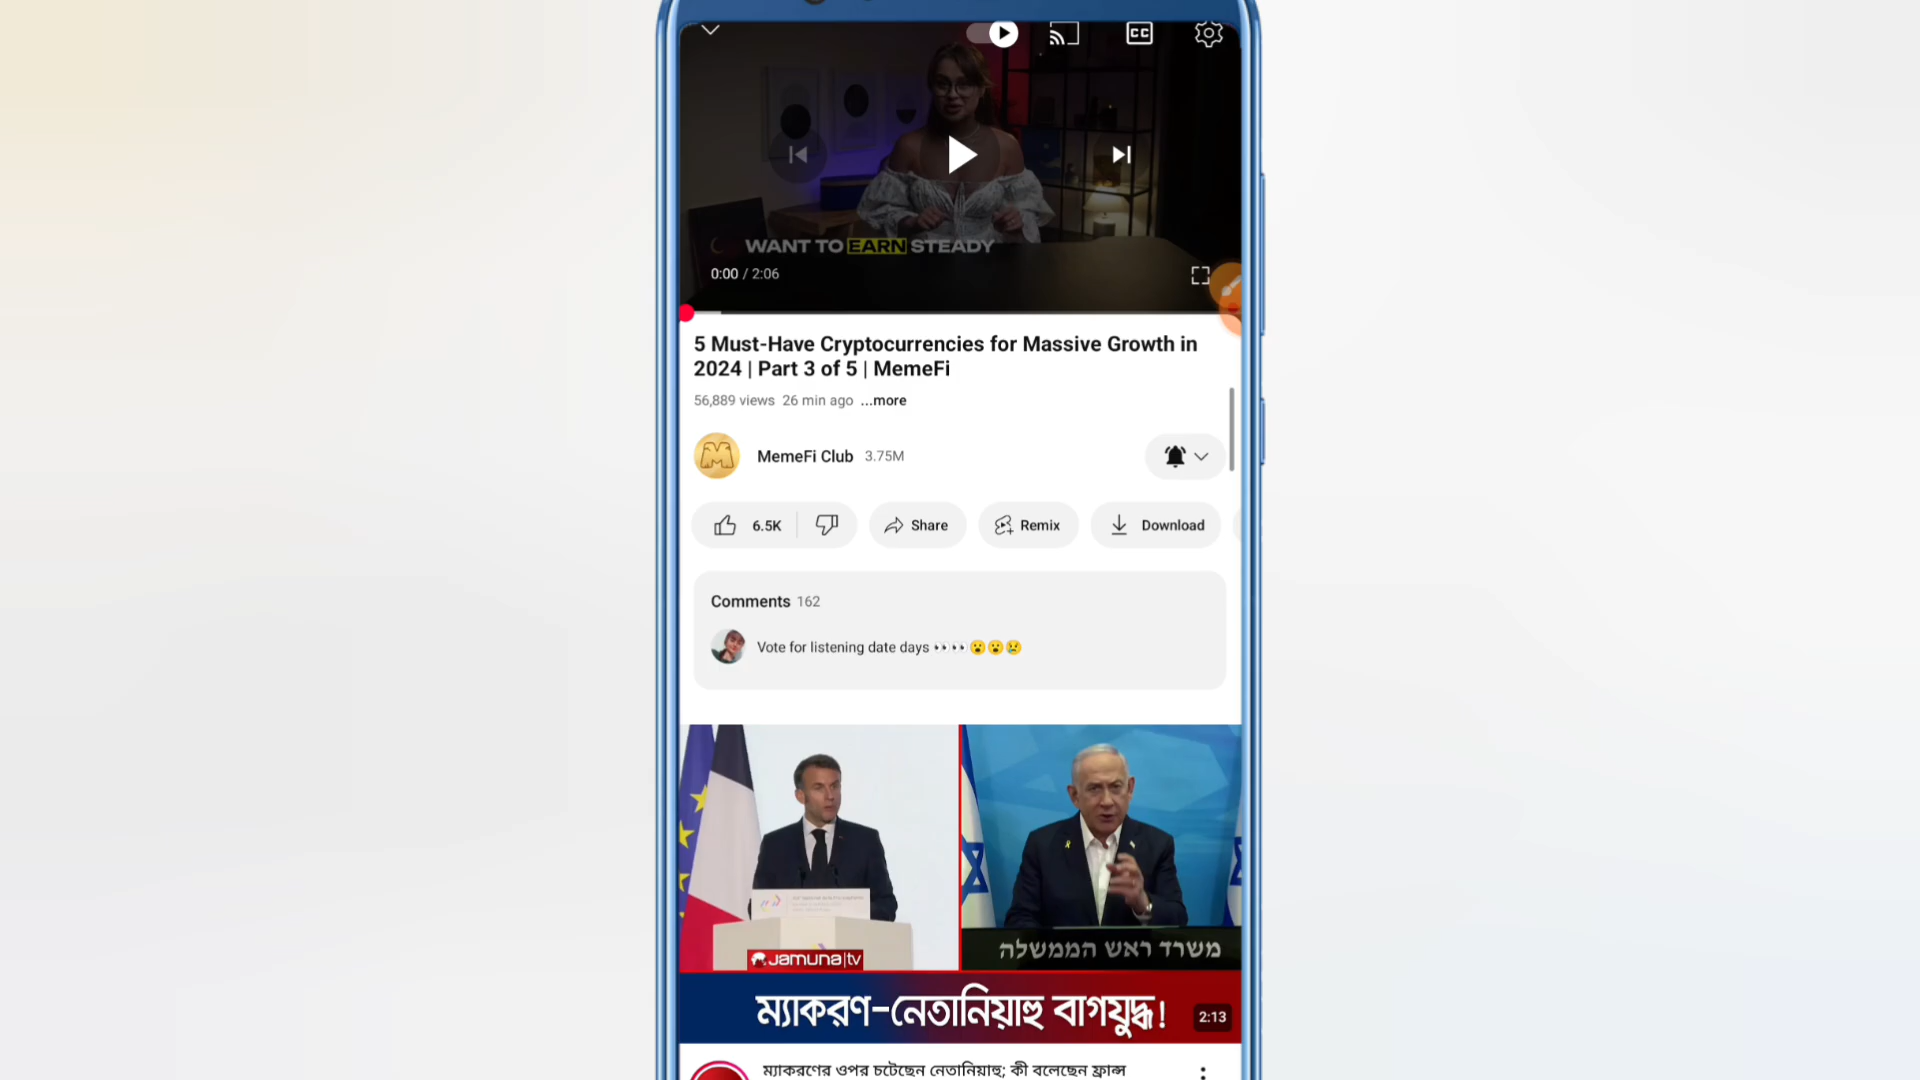 CC
WANT TO EARN STEADY
0:00 / 2:06
5 Must-Have Cryptocurrencies for Massive Growth in
2024 | Part 3 of 5 | MemeFi
56,889 views 26 min ago ...more
MemeFi Club 3.75M
6.5K Share Remix Download
Comments 162
Vote for listening date days 👀👀😮😮😢
Jamuna|tv
משרד ראש הממשלה
ম্যাকরণ-নেতানিয়াহু বাগযুদ্ধ!
2:13
ম্যাকরণের ওপর চটেছেন নেতানিয়াহু; কী বলেছেন ফ্রান্স